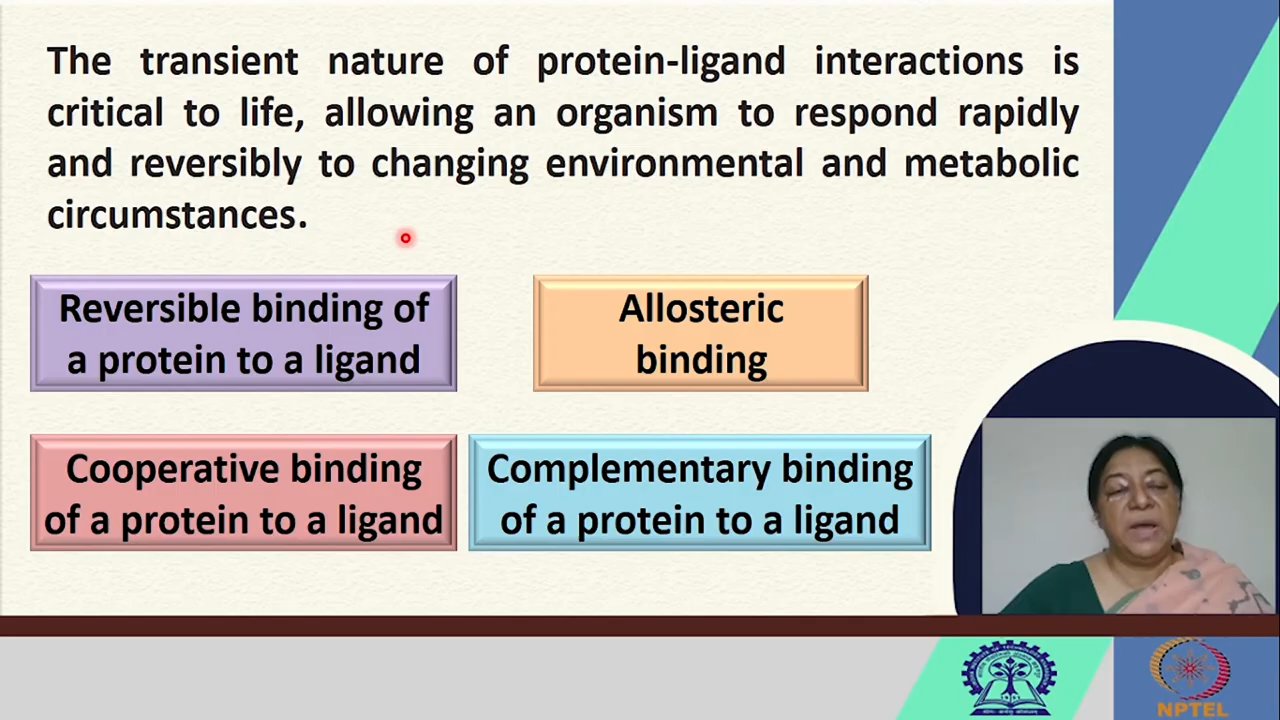 The transient nature of protein-ligand interactions is
critical to life, allowing an organism to respond rapidly
and reversibly to changing environmental and metabolic
circumstances.
Reversible binding of
a protein to a ligand
Allosteric
binding
Cooperative binding
of a protein to a ligand
Complementary binding
of a protein to a ligand
NPTEL